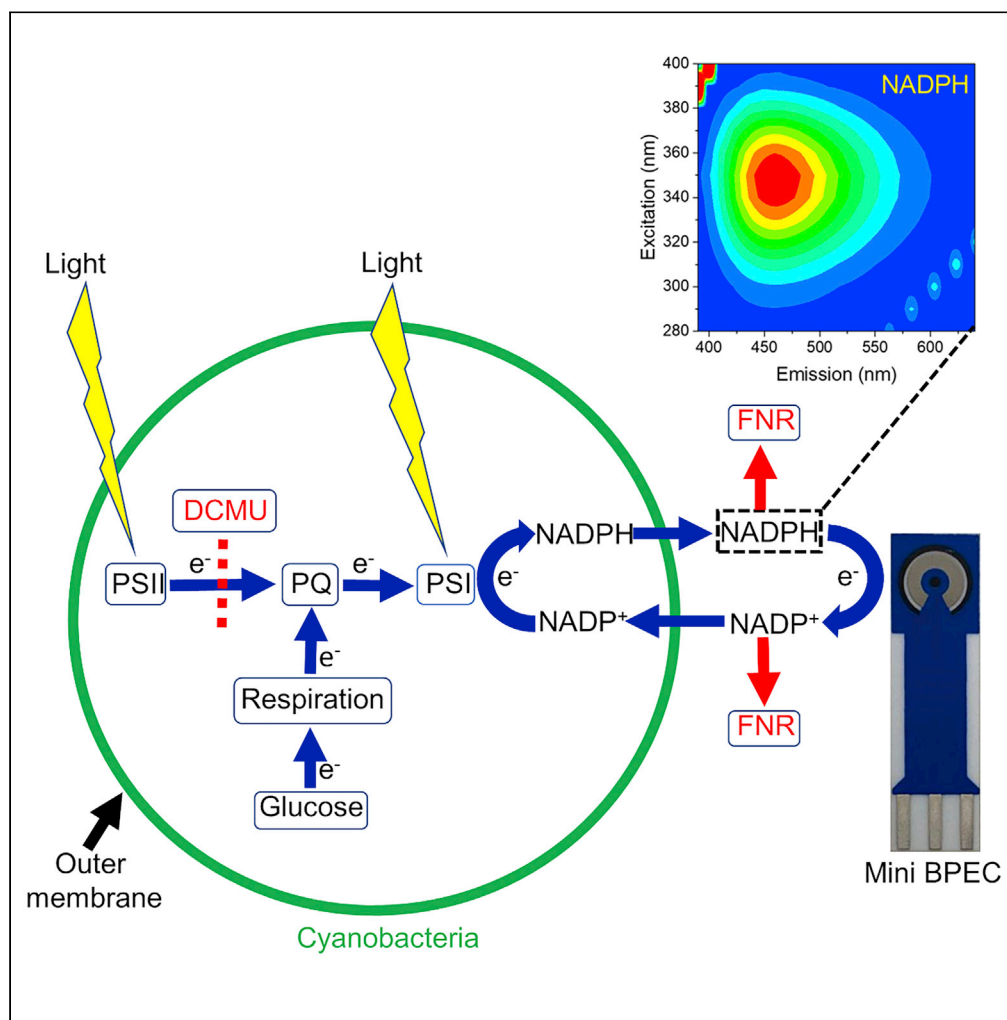 NADPH
400
380
360
340
320
300
280
Excitation (nm)
400
450
500
550
600
Emission (nm)
Light
Light
FNR
DCMU
NADPH
NADPH
e-
PSII
e-
PQ
e-
PSI
e-
NADP+
NADP+
e-
Respiration
e-
Glucose
FNR
Outer
membrane
Mini BPEC
Cyanobacteria